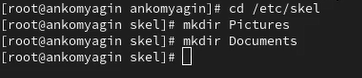 [root@ankomyagin ankomyagin]# cd /etc/skel
[root@ankomyagin skel]# mkdir Pictures
[root@ankomyagin skel]# mkdir Documents
[root@ankomyagin skel]#